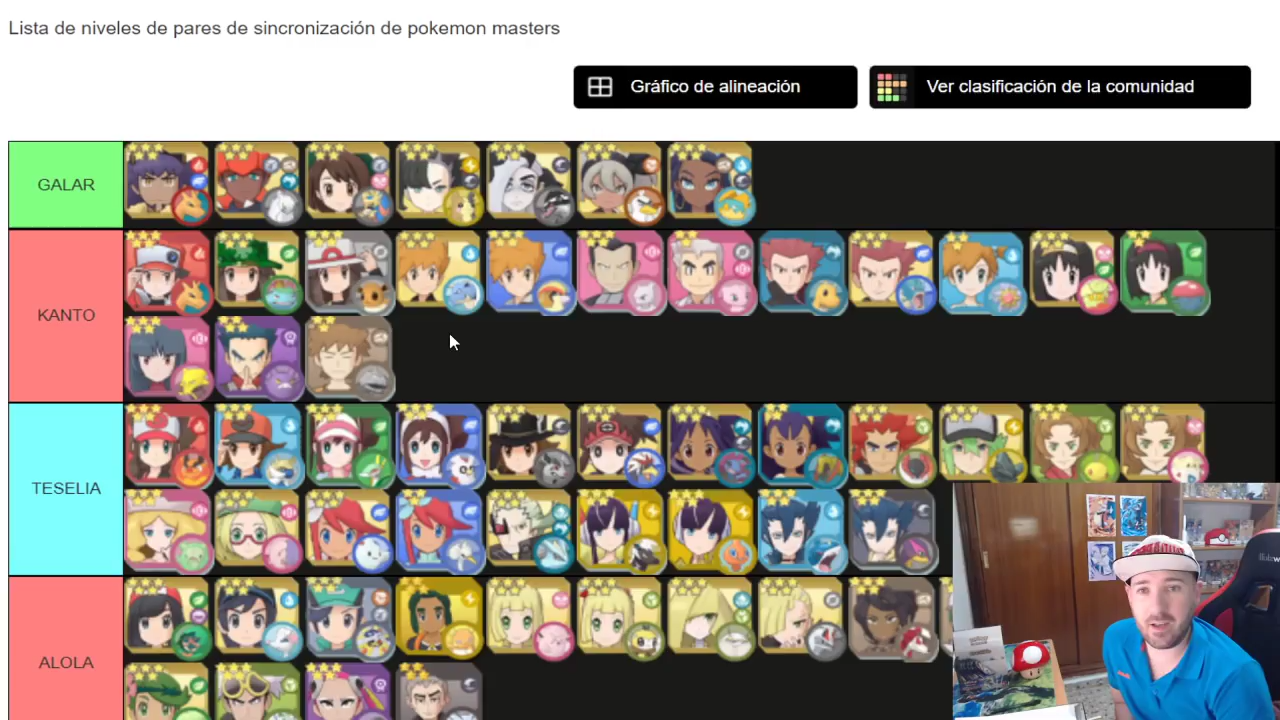 Lista de niveles de pares de sincronización de pokemon masters
Gráfico de alineación
Ver clasificación de la comunidad
GALAR
KANTO
TESELIA
ALOLA